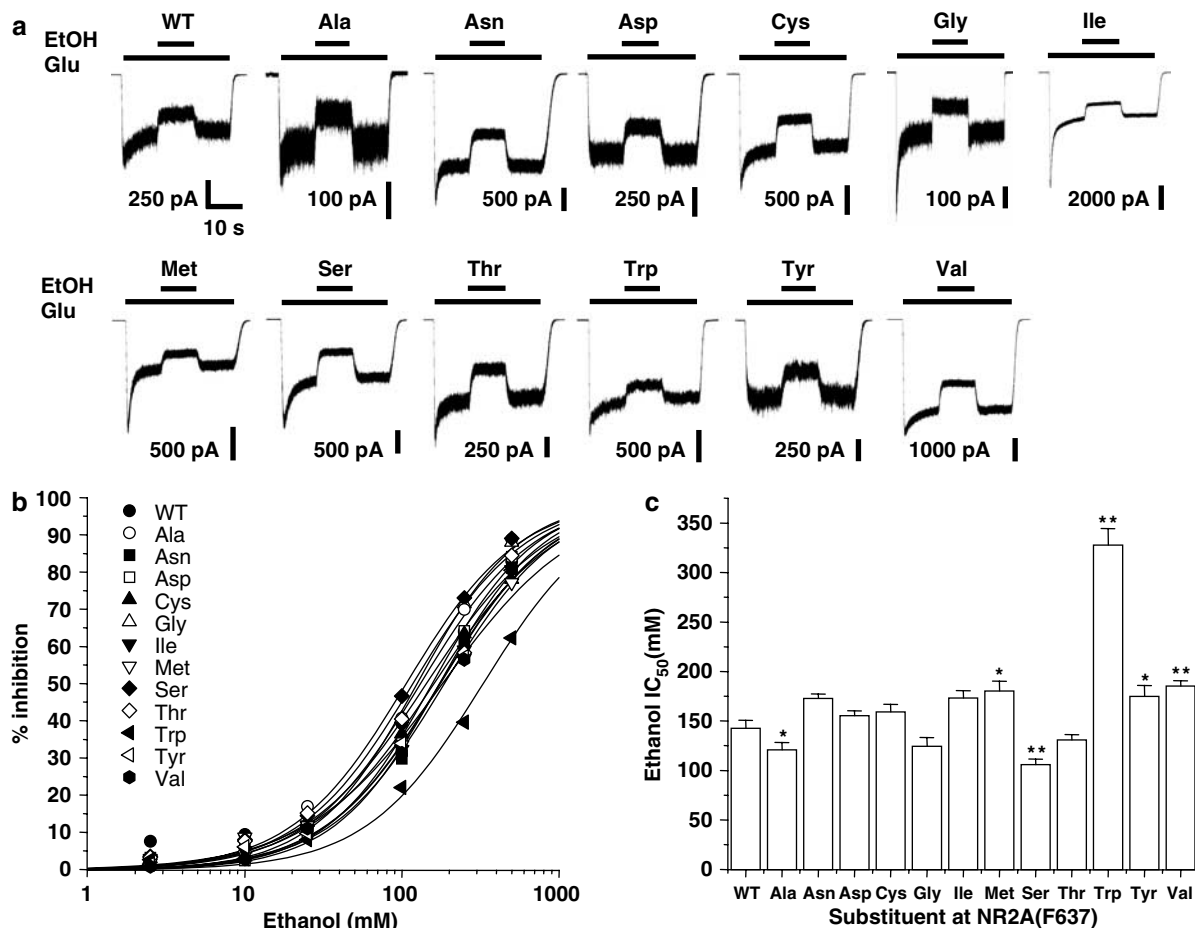 a
WT Ala Asn Asp Cys Gly Ile
EtOH
Glu
250 pA 100 pA 500 pA 250 pA 500 pA 100 pA 2000 pA
10 s
Met Ser Thr Trp Tyr Val
EtOH
Glu
500 pA 500 pA 250 pA 500 pA 250 pA 1000 pA
b
% inhibition
100
90
80
70
60
50
40
30
20
10
0
WT
Ala
Asn
Asp
Cys
Gly
Ile
Met
Ser
Thr
Trp
Tyr
Val
1 10 100 1000
Ethanol (mM)
c
Ethanol IC50(mM)
350
300
250
200
150
100
50
0
* * ** ** * **
WT Ala Asn Asp Cys Gly Ile Met Ser Thr Trp Tyr Val
Substituent at NR2A(F637)